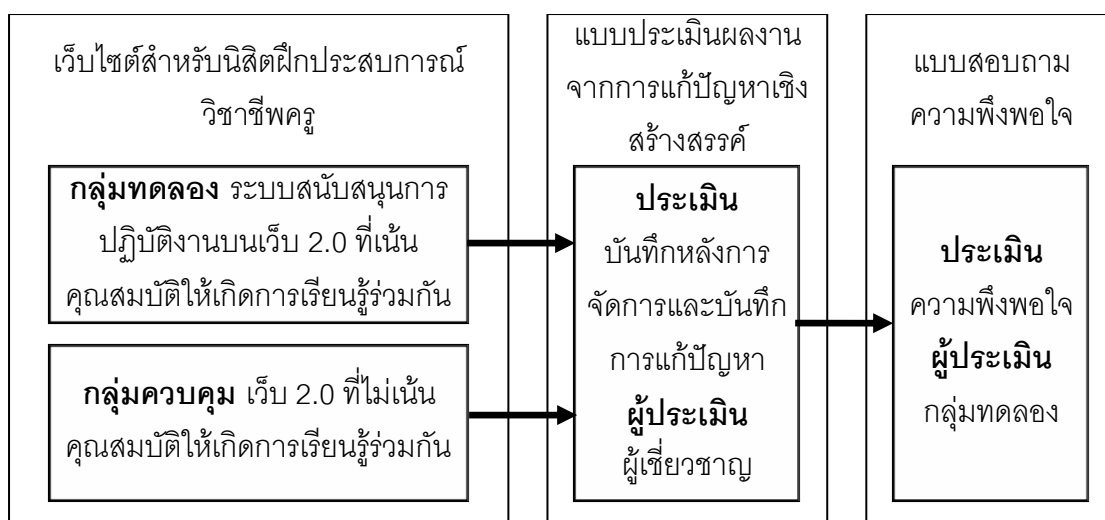 เว็บไซต์สำหรับนิสิตฝึกประสบการณ์
วิชาชีพครู
กลุ่มทดลอง ระบบสนับสนุนการ
ปฏิบัติงานบนเว็บ 2.0 ที่เน้น
คุณสมบัติให้เกิดการเรียนรู้ร่วมกัน
กลุ่มควบคุม เว็บ 2.0 ที่ไม่เน้น
คุณสมบัติให้เกิดการเรียนรู้ร่วมกัน
แบบประเมินผลงาน
จากการแก้ปัญหาเชิง
สร้างสรรค์
ประเมิน
บันทึกหลังการ
จัดการและบันทึก
การแก้ปัญหา
ผู้ประเมิน
ผู้เชี่ยวชาญ
แบบสอบถาม
ความพึงพอใจ
ประเมิน
ความพึงพอใจ
ผู้ประเมิน
กลุ่มทดลอง